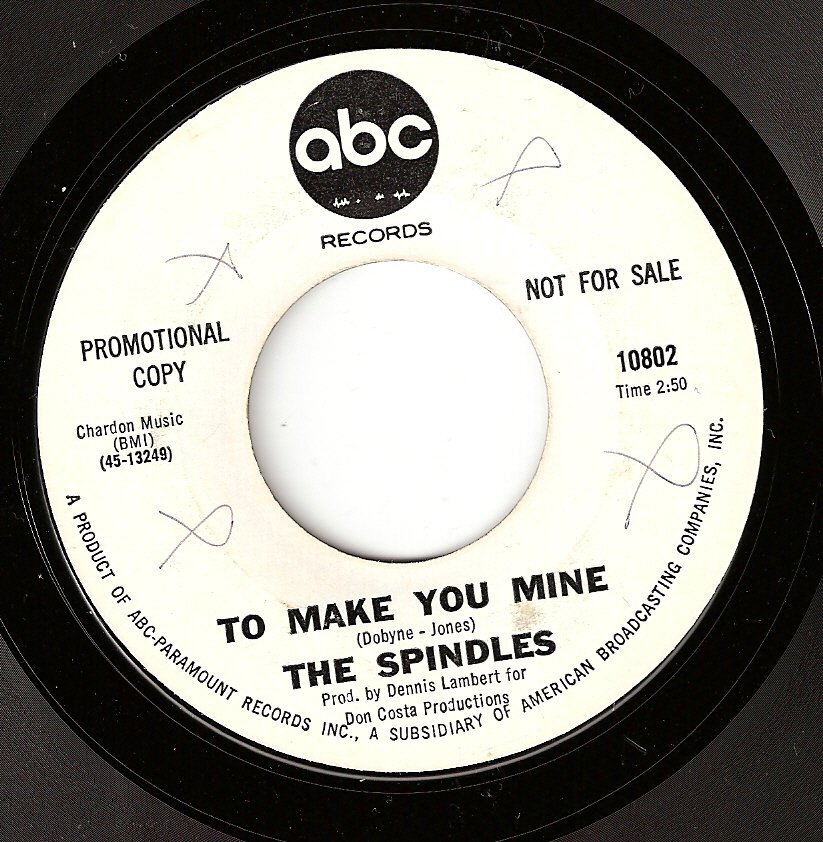 abc
RECORDS
NOT FOR SALE
PROMOTIONAL
COPY
10802
Time 2:50
Chardon Music
(BMI)
(45-13249)
TO MAKE YOU MINE
(Dobyne - Jones)
THE SPINDLES
Prod. by Dennis Lambert for
Don Costa Productions
A PRODUCT OF ABC-PARAMOUNT RECORDS INC., A SUBSIDIARY OF AMERICAN BROADCASTING COMPANIES, INC.